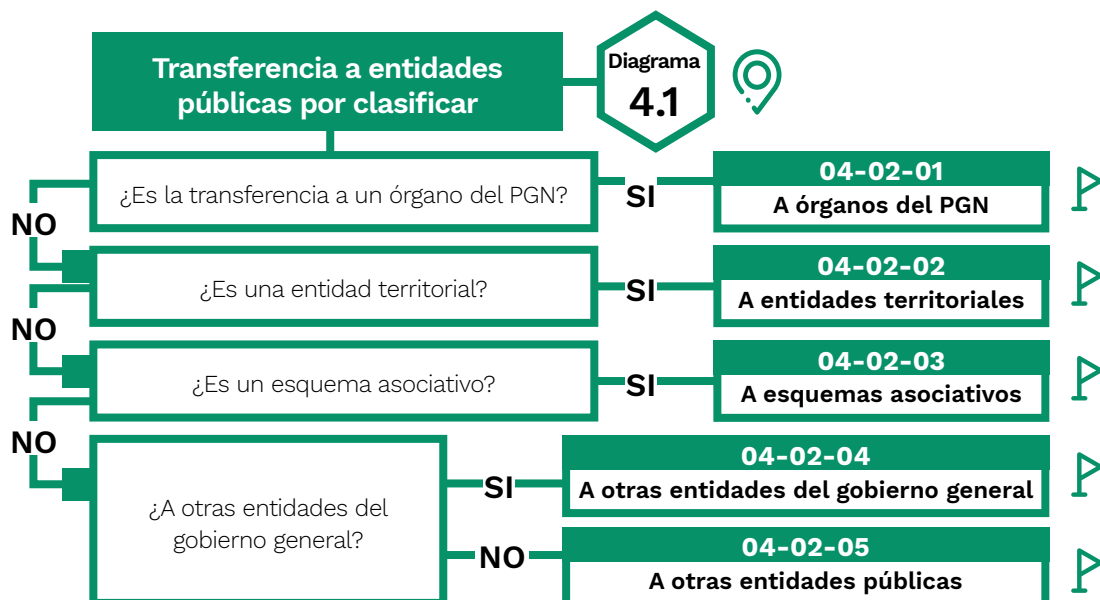 Transferencia a entidades
públicas por clasificar
Diagrama
4.1
¿Es la transferencia a un órgano del PGN?
SI
04-02-01
A órganos del PGN
NO
¿Es una entidad territorial?
SI
04-02-02
A entidades territoriales
NO
¿Es un esquema asociativo?
SI
04-02-03
A esquemas asociativos
NO
¿A otras entidades del
gobierno general?
SI
04-02-04
A otras entidades del gobierno general
NO
04-02-05
A otras entidades públicas